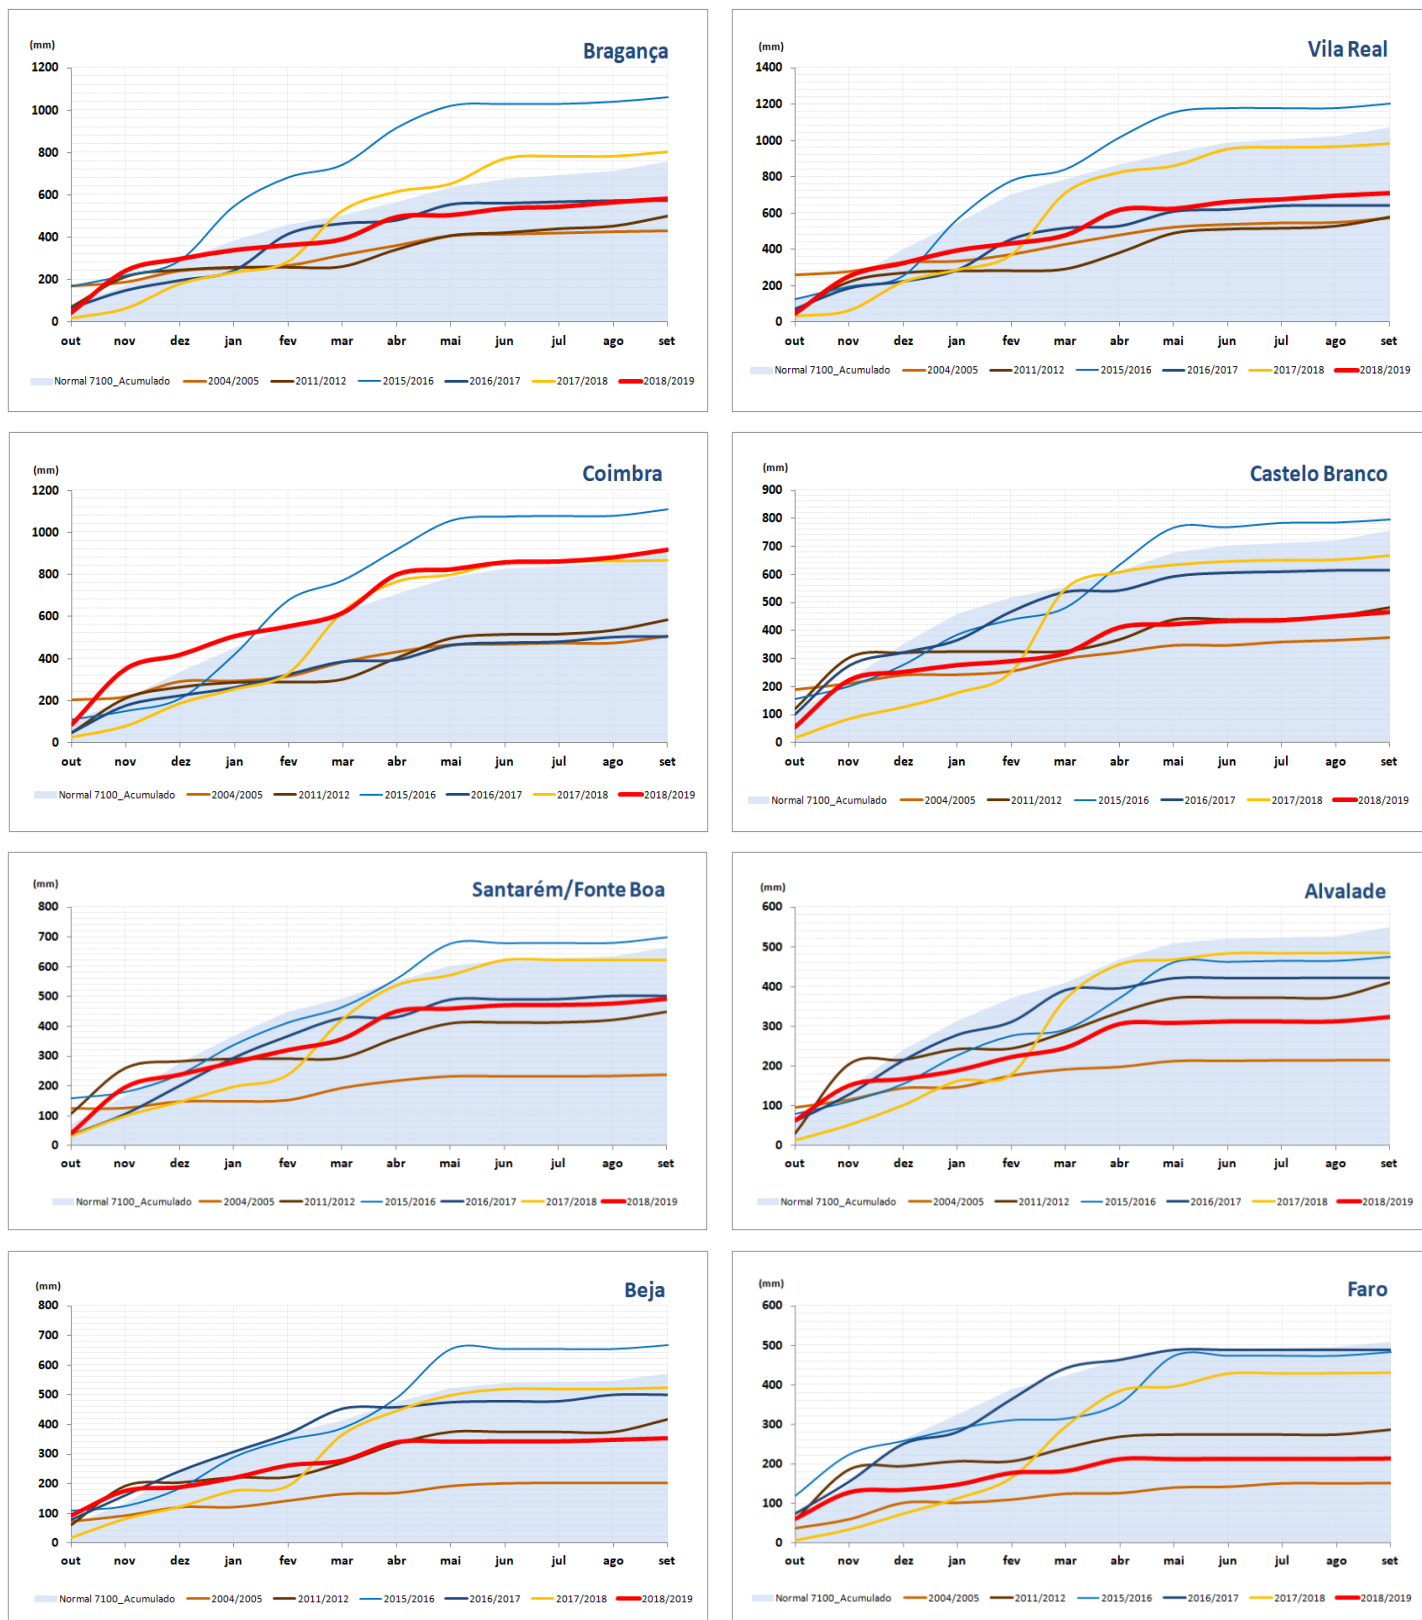 (mm)
Bragança
1200
1000
800
600
400
200
0
out nov dez jan fev mar abr mai jun jul ago set
Normal 7100_Acumulado 2004/2005 2011/2012 2015/2016 2016/2017 2017/2018 2018/2019
(mm)
Vila Real
1400
1200
1000
800
600
400
200
0
out nov dez jan fev mar abr mai jun jul ago set
Normal 7100_Acumulado 2004/2005 2011/2012 2015/2016 2016/2017 2017/2018 2018/2019
(mm)
Coimbra
1200
1000
800
600
400
200
0
out nov dez jan fev mar abr mai jun jul ago set
Normal 7100_Acumulado 2004/2005 2011/2012 2015/2016 2016/2017 2017/2018 2018/2019
(mm)
Castelo Branco
900
800
700
600
500
400
300
200
100
0
out nov dez jan fev mar abr mai jun jul ago set
Normal 7100_Acumulado 2004/2005 2011/2012 2015/2016 2016/2017 2017/2018 2018/2019
(mm)
Santarém/Fonte Boa
800
700
600
500
400
300
200
100
0
out nov dez jan fev mar abr mai jun jul ago set
Normal 7100_Acumulado 2004/2005 2011/2012 2015/2016 2016/2017 2017/2018 2018/2019
(mm)
Alvalade
600
500
400
300
200
100
0
out nov dez jan fev mar abr mai jun jul ago set
Normal 7100_Acumulado 2004/2005 2011/2012 2015/2016 2016/2017 2017/2018 2018/2019
(mm)
Beja
800
700
600
500
400
300
200
100
0
out nov dez jan fev mar abr mai jun jul ago set
Normal 7100_Acumulado 2004/2005 2011/2012 2015/2016 2016/2017 2017/2018 2018/2019
(mm)
Faro
600
500
400
300
200
100
0
out nov dez jan fev mar abr mai jun jul ago set
Normal 7100_Acumulado 2004/2005 2011/2012 2015/2016 2016/2017 2017/2018 2018/2019